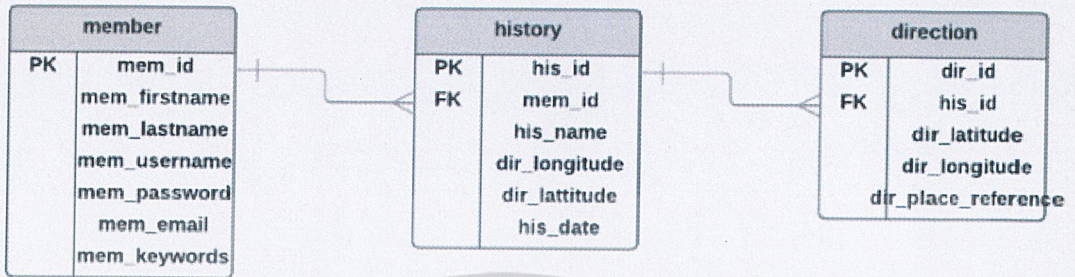 member
PK mem_id
mem_firstname
mem_lastname
mem_username
mem_password
mem_email
mem_keywords
history
PK his_id
FK mem_id
his_name
dir_longitude
dir_lattitude
his_date
direction
PK dir_id
FK his_id
dir_latitude
dir_longitude
dir_place_reference